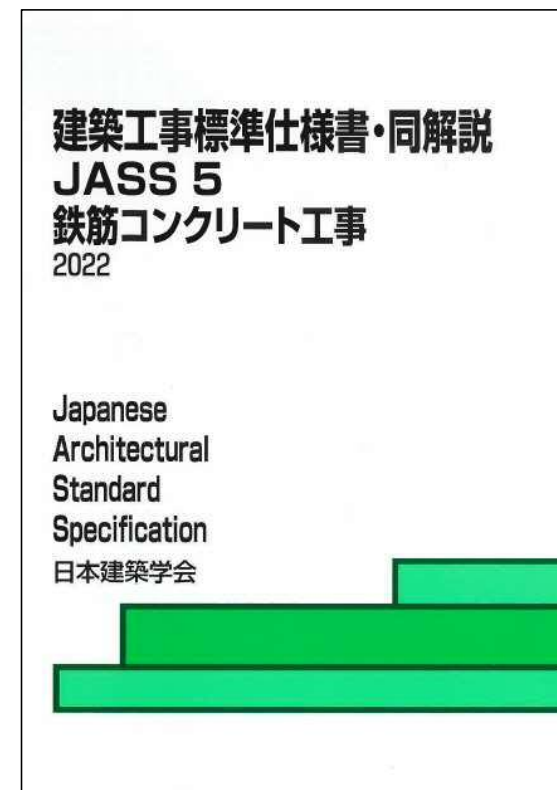 建築工事標準仕様書・同解説
JASS 5
鉄筋コンクリート工事
2022
Japanese
Architectural
Standard
Specification
日本建築学会